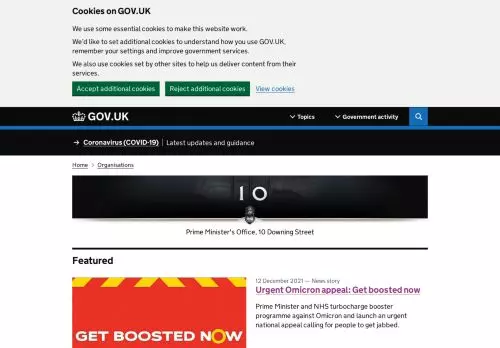 Cookies on GOV.UK
We use some essential cookies to make this website work.
We'd like to set additional cookies to understand how you use GOV.UK,
remember your settings and improve government services.
We also use cookies set by other sites to help us deliver content from their
services.
Accept additional cookies Reject additional cookies View cookies
GOV.UK Topics Government activity
→ Coronavirus (COVID-19) | Latest updates and guidance
Home > Organisations
10
Prime Minister's Office, 10 Downing Street
Featured
12 December 2021 — News story
Urgent Omicron appeal: Get boosted now
Prime Minister and NHS turbocharge booster
programme against Omicron and launch an urgent
national appeal calling for people to get jabbed.
GET BOOSTED NOW